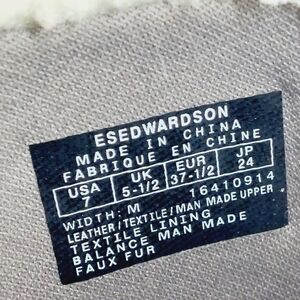 ESEDWARDSON
MADE IN CHINA
FABRIQUE EN CHINE
USA UK EUR JP
7 5-1/2 37-1/2 24
WIDTH: M 16410914
LEATHER/TEXTILE/MAN MADE UPPER
TEXTILE LINING
BALANCE MAN MADE
FAUX FUR